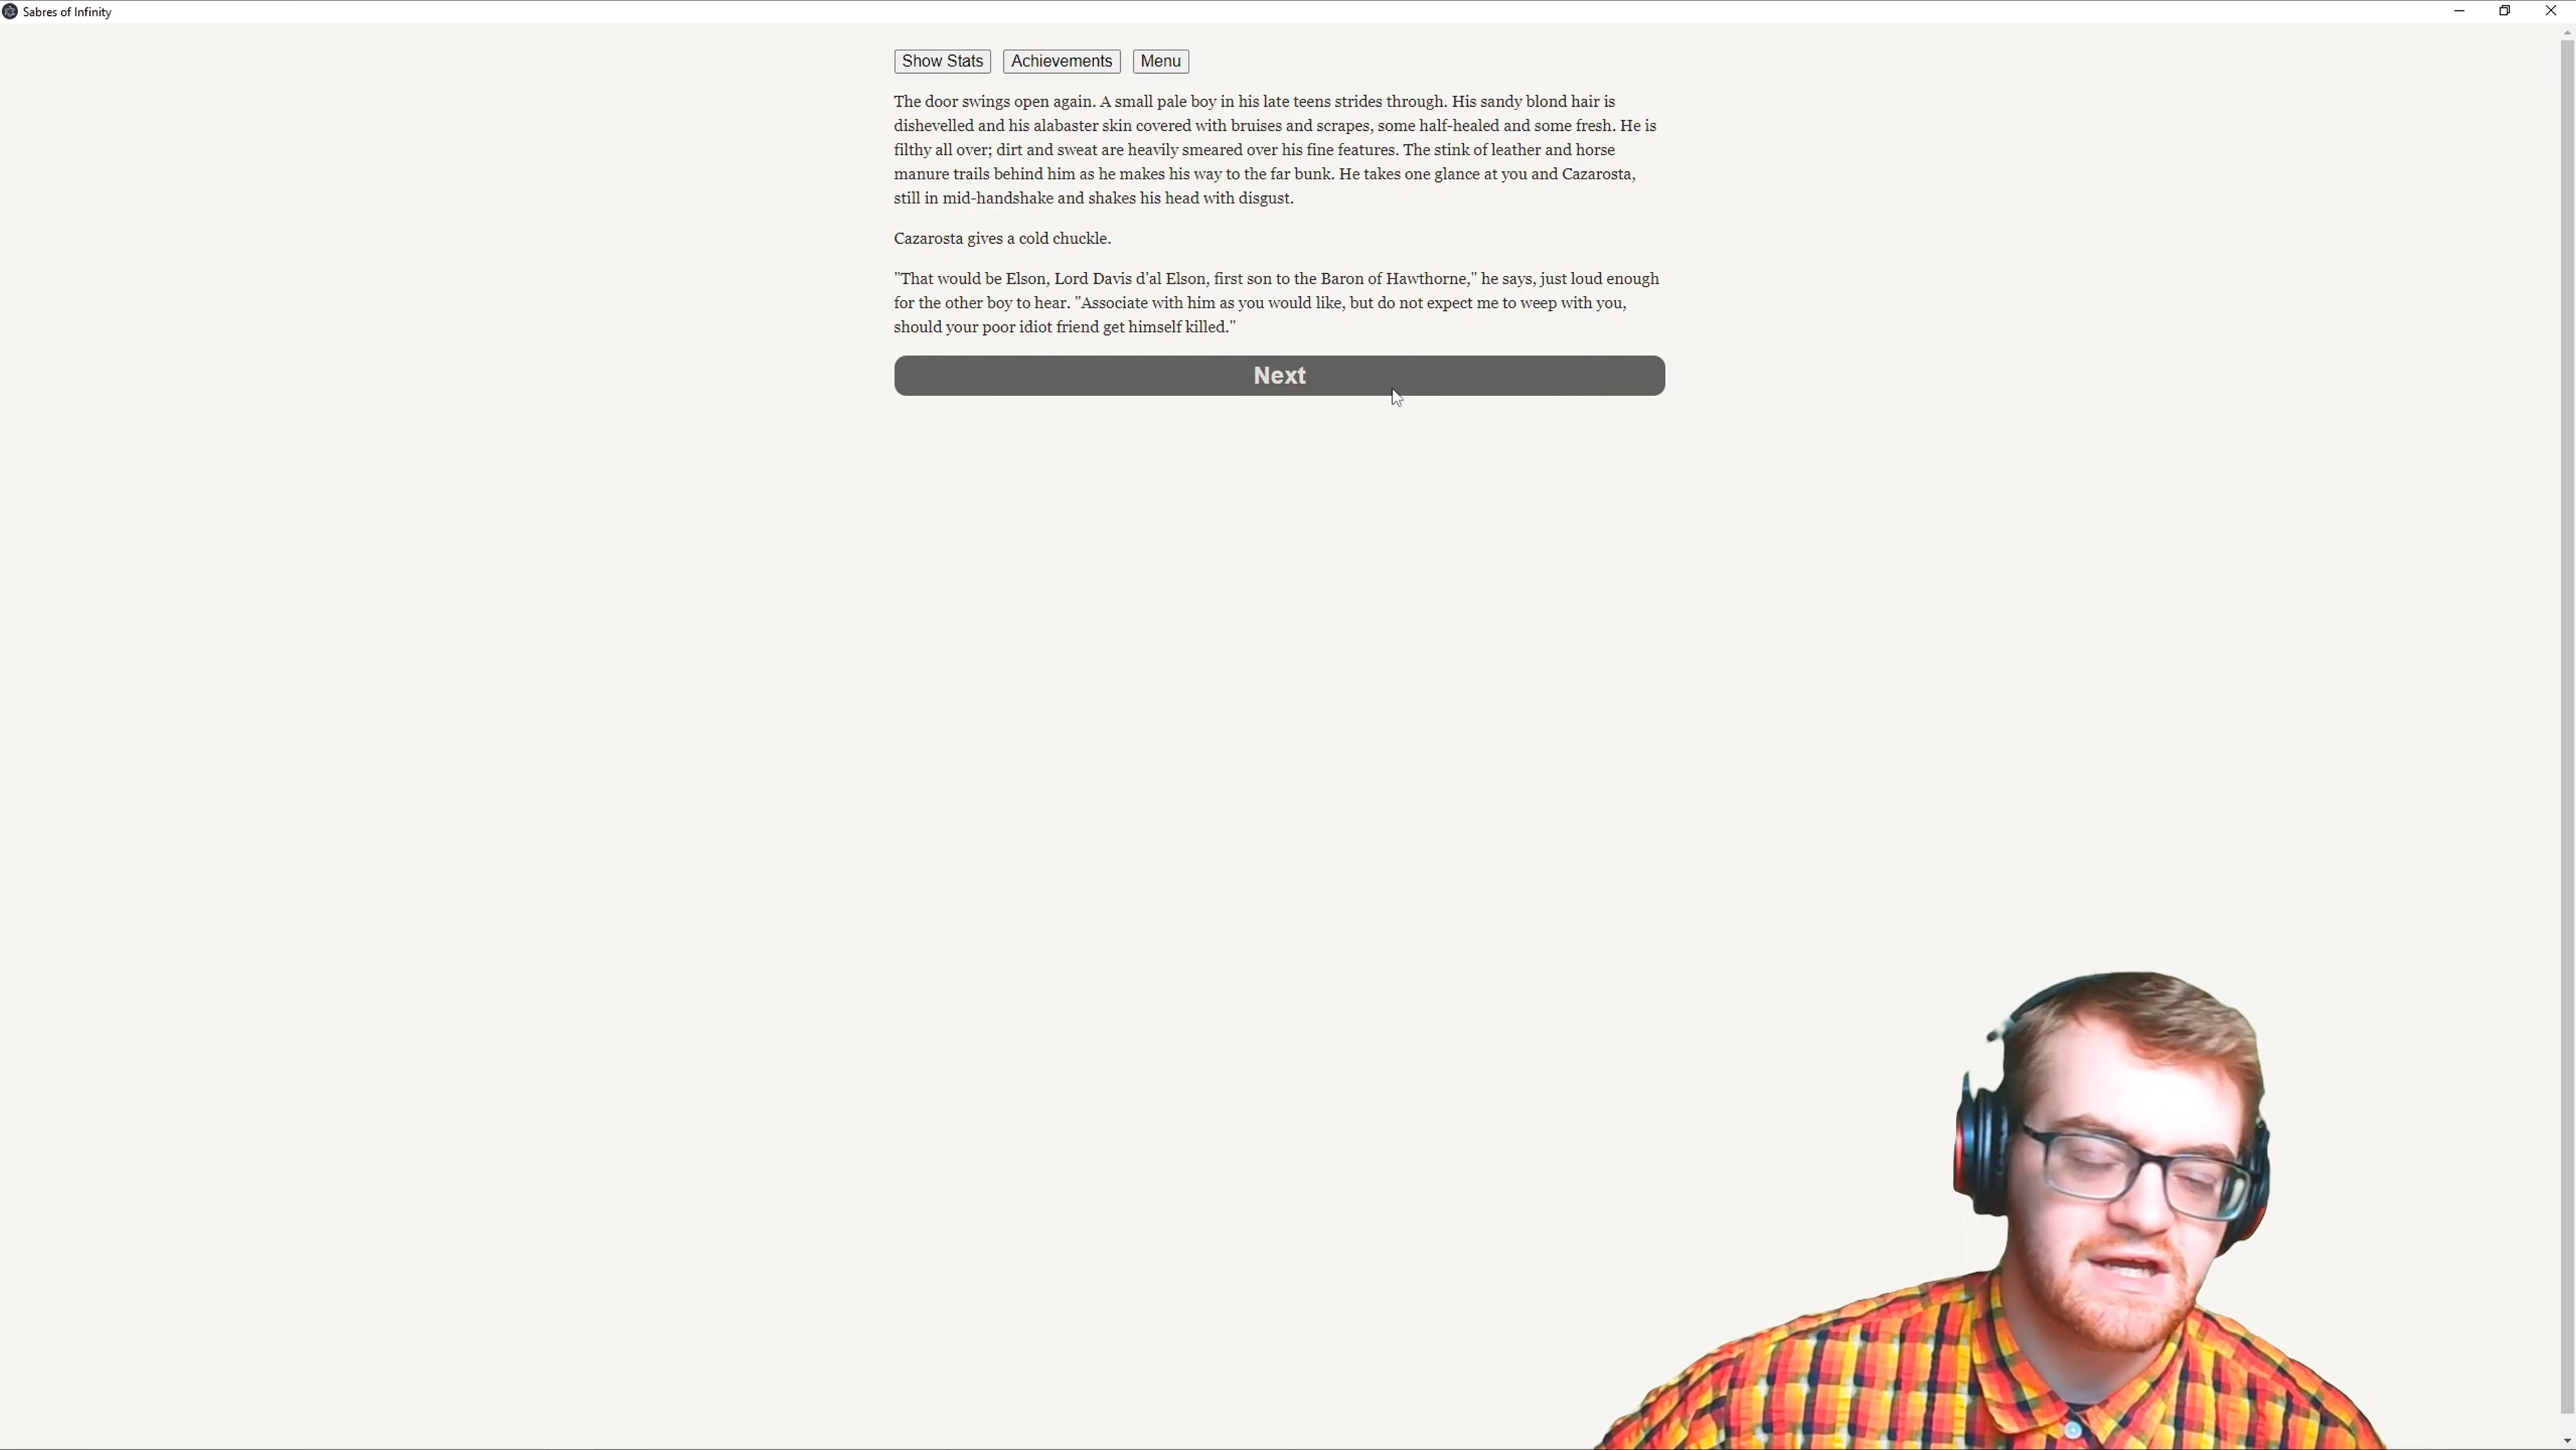 Sabres of Infinity
Show Stats Achievements Menu
The door swings open again. A small pale boy in his late teens strides through. His sandy blond hair is
dishevelled and his alabaster skin covered with bruises and scrapes, some half-healed and some fresh. He is
filthy all over; dirt and sweat are heavily smeared over his fine features. The stink of leather and horse
manure trails behind him as he makes his way to the far bunk. He takes one glance at you and Cazarosta,
still in mid-handshake and shakes his head with disgust.
Cazarosta gives a cold chuckle.
"That would be Elson, Lord Davis d'al Elson, first son to the Baron of Hawthorne," he says, just loud enough
for the other boy to hear. "Associate with him as you would like, but do not expect me to weep with you,
should your poor idiot friend get himself killed."
Next